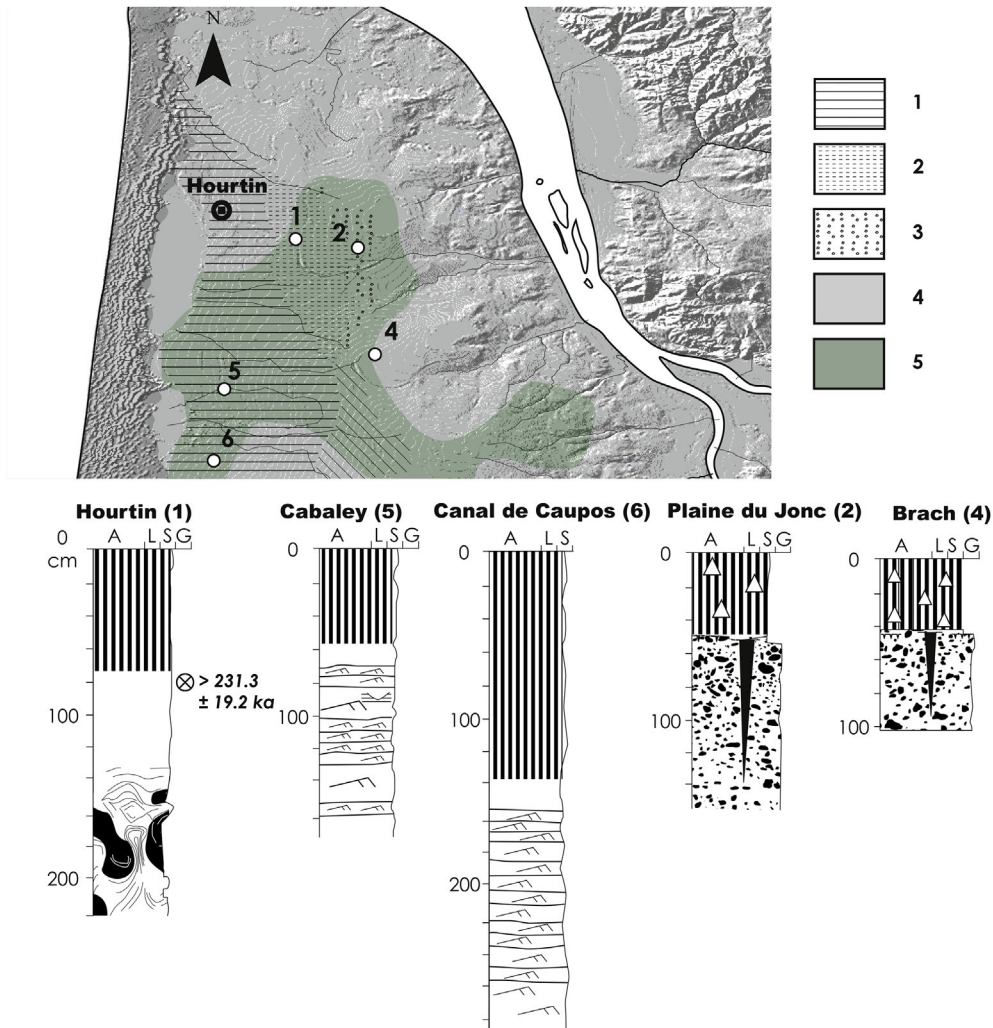 N
1
2
3
4
5
Hourtin
1
2
4
5
6
Hourtin (1)
Cabaley (5)
Canal de Caupos (6)
Plaine du Jonc (2)
Brach (4)
0 A L S G
cm
100
200
> 231.3
± 19.2 ka
A L S G
0
100
A L S
0
100
200
A L S G
0
100
A L S G
0
100